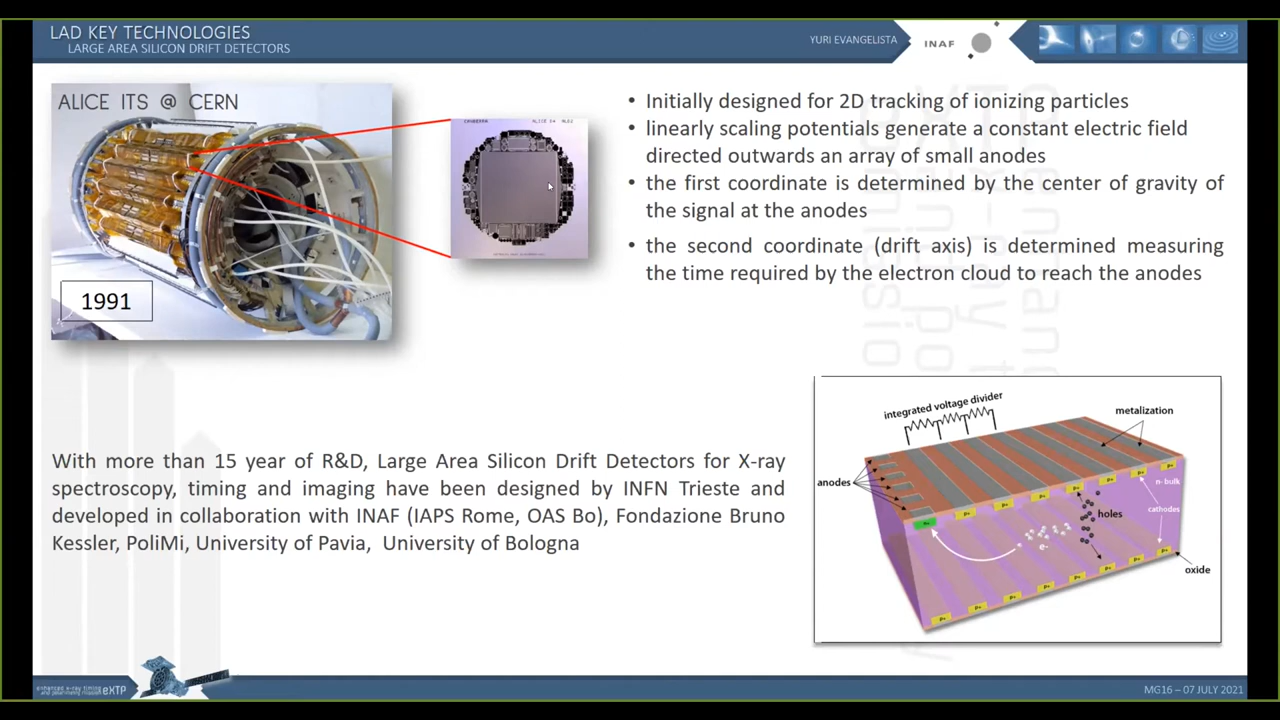 LAD KEY TECHNOLOGIES
LARGE AREA SILICON DRIFT DETECTORS
YURI EVANGELISTA
INAF
ALICE ITS @ CERN
1991
• Initially designed for 2D tracking of ionizing particles
• linearly scaling potentials generate a constant electric field
directed outwards an array of small anodes
• the first coordinate is determined by the center of gravity of
the signal at the anodes
• the second coordinate (drift axis) is determined measuring
the time required by the electron cloud to reach the anodes
With more than 15 year of R&D, Large Area Silicon Drift Detectors for X-ray
spectroscopy, timing and imaging have been designed by INFN Trieste and
developed in collaboration with INAF (IAPS Rome, OAS Bo), Fondazione Bruno
Kessler, PoliMi, University of Pavia, University of Bologna
integrated voltage divider
metalization
anodes
n- bulk
cathodes
holes
oxide
P+ P+ P+ P+ P+ P+ P+
P+ P+ P+ P+ P+ P+ P+ P+
enhanced x-ray timing
and polarimetry mission
eXTP
MG16 – 07 JULY 2021